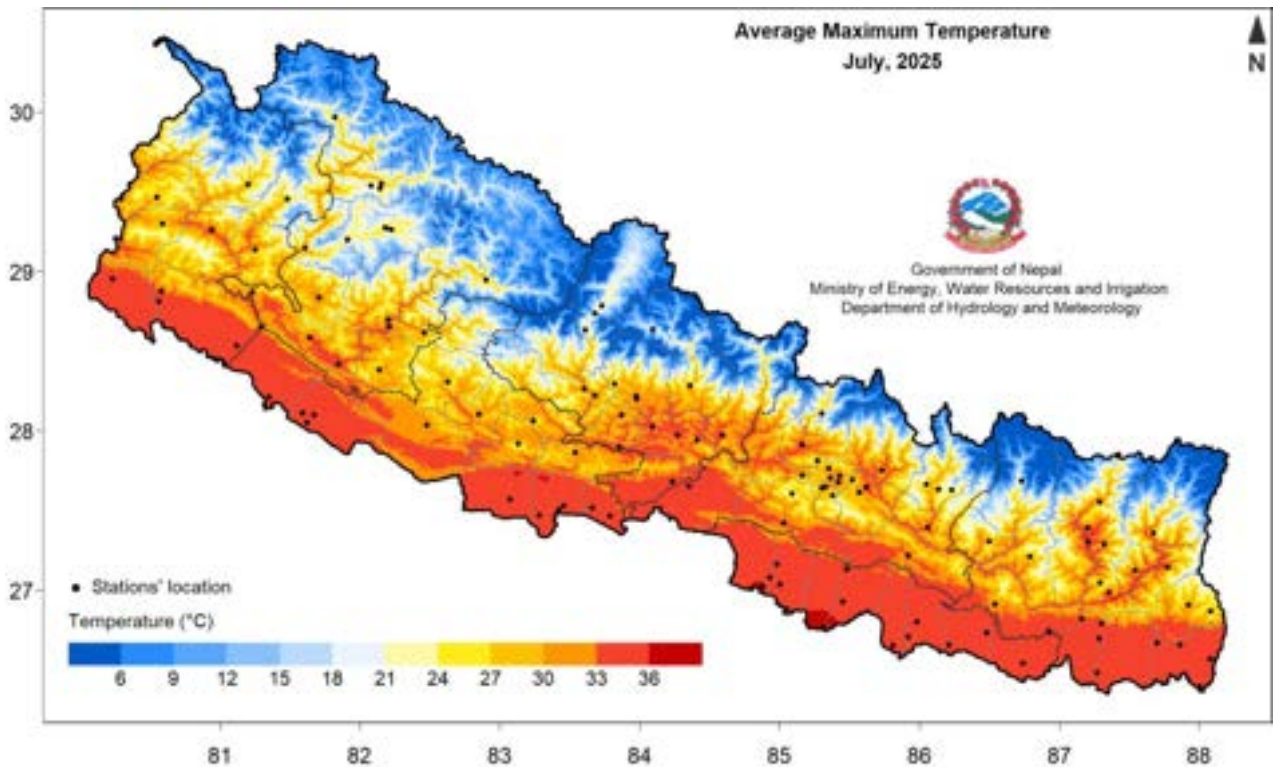 Average Maximum Temperature
July, 2025
N
30
29
28
27
Government of Nepal
Ministry of Energy, Water Resources and Irrigation
Department of Hydrology and Meteorology
Stations' location
Temperature (°C)
6 9 12 15 18 21 24 27 30 33 36
81 82 83 84 85 86 87 88